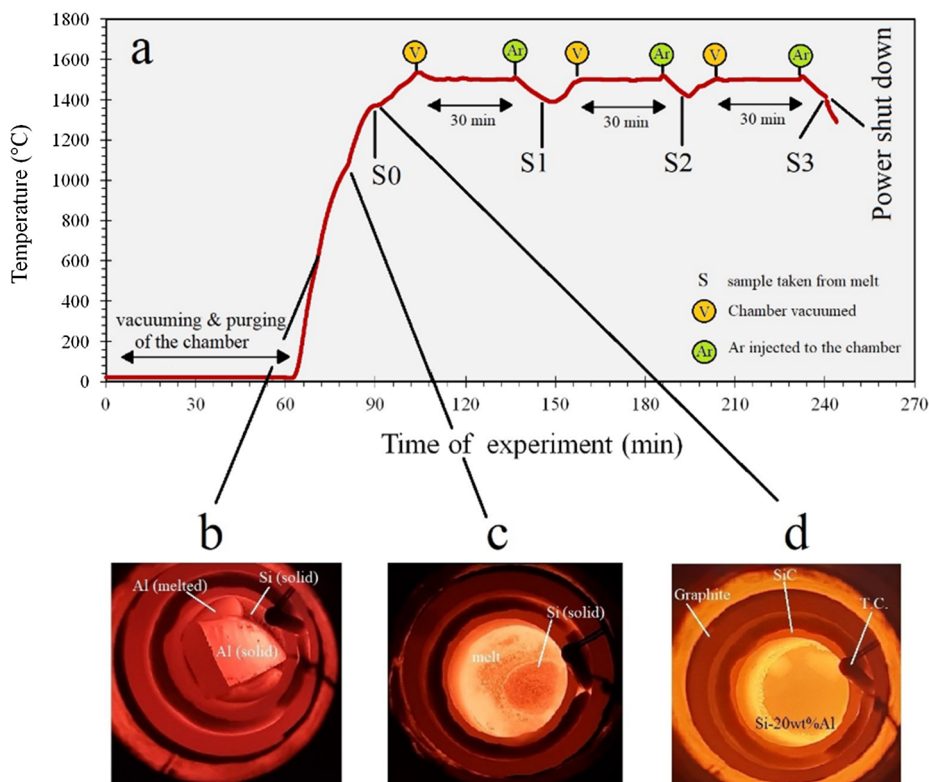 a
1800
1600
1400
1200
1000
800
600
400
200
0
Temperature (°C)
V
Ar
V
Ar
V
Ar
30 min
30 min
30 min
S0
S1
S2
S3
Power shut down
vacuuming & purging
of the chamber
S sample taken from melt
V Chamber vacuumed
Ar Ar injected to the chamber
0 30 60 90 120 150 180 210 240 270
Time of experiment (min)
b
c
d
Al (melted)
Si (solid)
Al (solid)
Si (solid)
melt
Graphite
SiC
T.C.
Si-20wt%Al